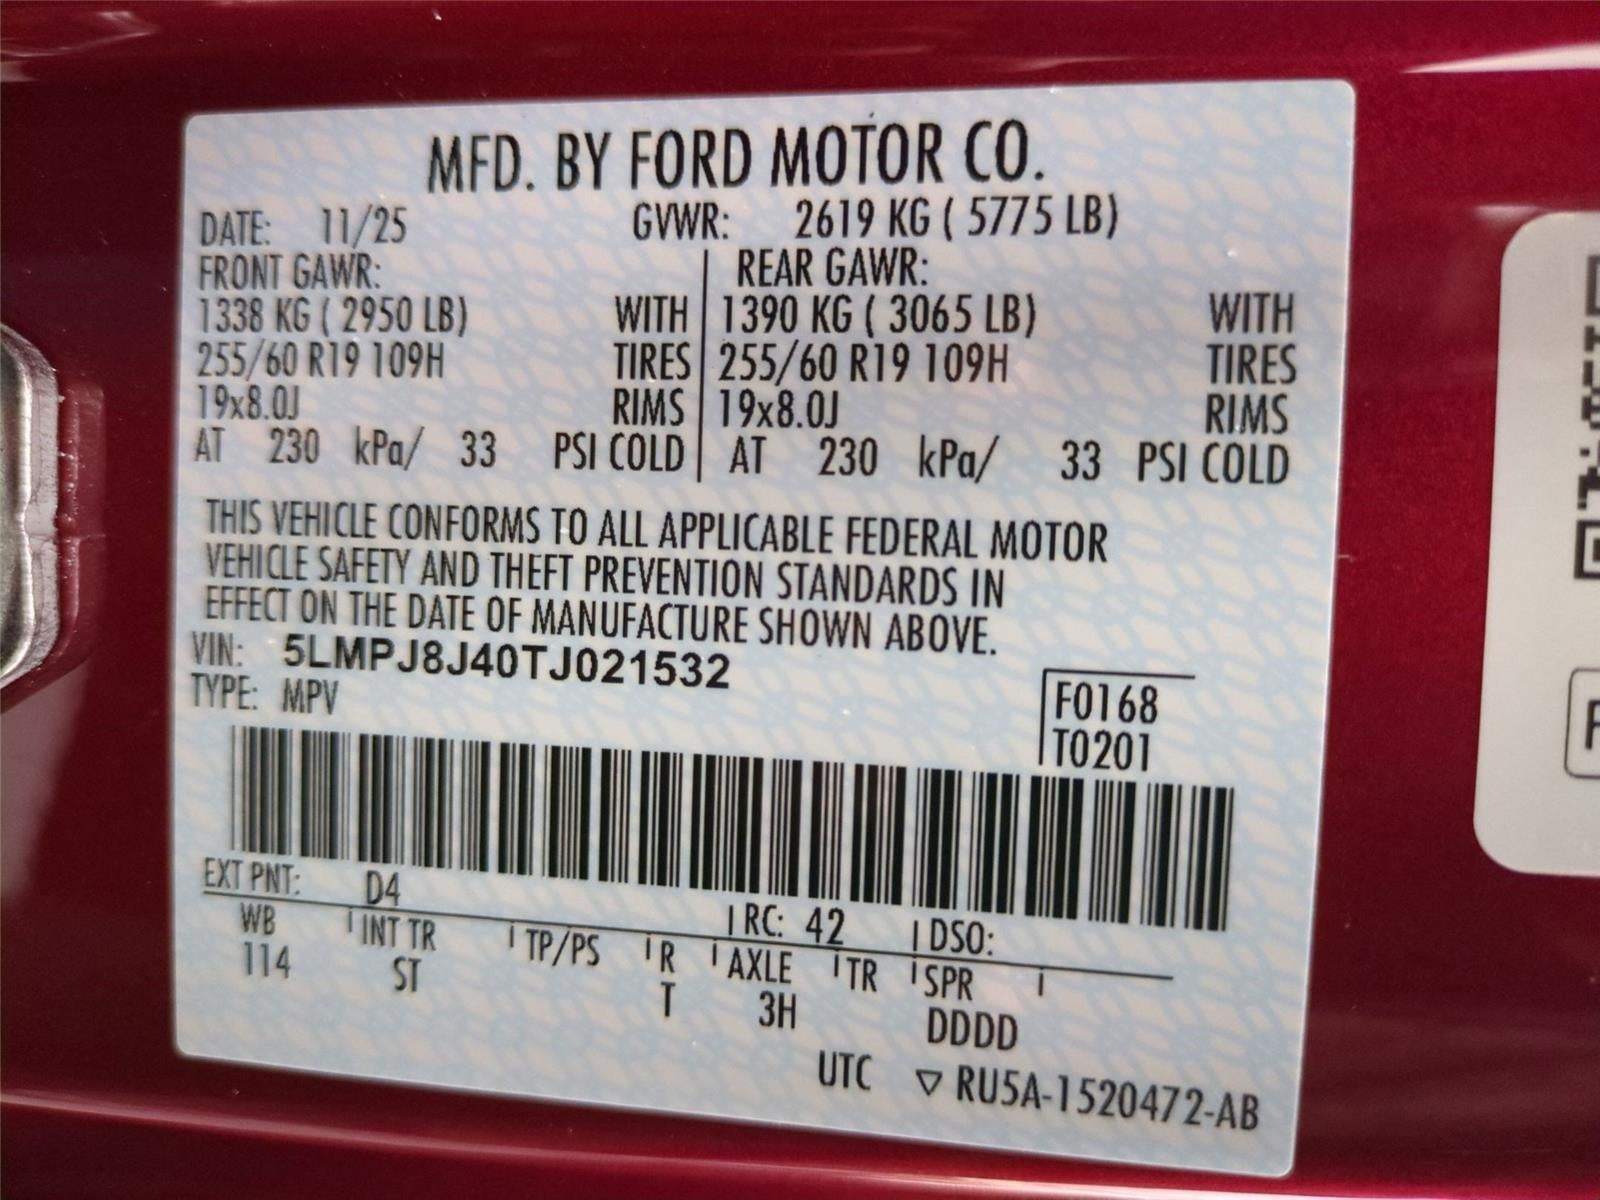 MFD. BY FORD MOTOR CO.
DATE: 11/25 GVWR: 2619 KG ( 5775 LB)
FRONT GAWR: REAR GAWR:
1338 KG ( 2950 LB) WITH 1390 KG ( 3065 LB) WITH
255/60 R19 109H TIRES 255/60 R19 109H TIRES
19x8.0J RIMS 19x8.0J RIMS
AT 230 kPa/ 33 PSI COLD AT 230 kPa/ 33 PSI COLD
THIS VEHICLE CONFORMS TO ALL APPLICABLE FEDERAL MOTOR
VEHICLE SAFETY AND THEFT PREVENTION STANDARDS IN
EFFECT ON THE DATE OF MANUFACTURE SHOWN ABOVE.
VIN: 5LMPJ8J40TJ021532
TYPE: MPV
F0168
T0201
EXT PNT: D4 RC: 42 DSO:
WB INT TR TP/PS R AXLE TR SPR
114 ST T 3H DDDD
UTC ▽ RU5A-1520472-AB